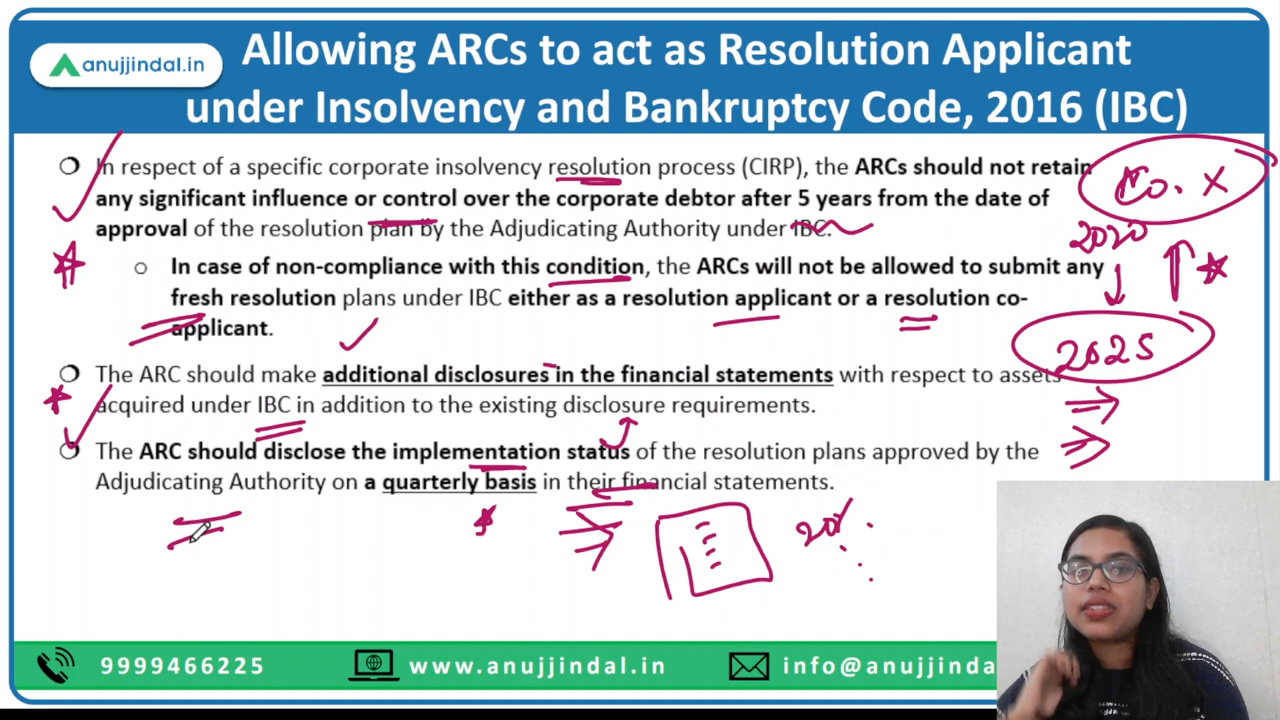 anujjindal.in
Allowing ARCs to act as Resolution Applicant
under Insolvency and Bankruptcy Code, 2016 (IBC)
In respect of a specific corporate insolvency resolution process (CIRP), the ARCs should not retain
any significant influence or control over the corporate debtor after 5 years from the date of
approval of the resolution plan by the Adjudicating Authority under IBC.
In case of non-compliance with this condition, the ARCs will not be allowed to submit any
fresh resolution plans under IBC either as a resolution applicant or a resolution co-
applicant.
The ARC should make additional disclosures in the financial statements with respect to assets
acquired under IBC in addition to the existing disclosure requirements.
The ARC should disclose the implementation status of the resolution plans approved by the
Adjudicating Authority on a quarterly basis in their financial statements.
Co. X
2020
2025
9999466225
www.anujjindal.in
info@anujjinda